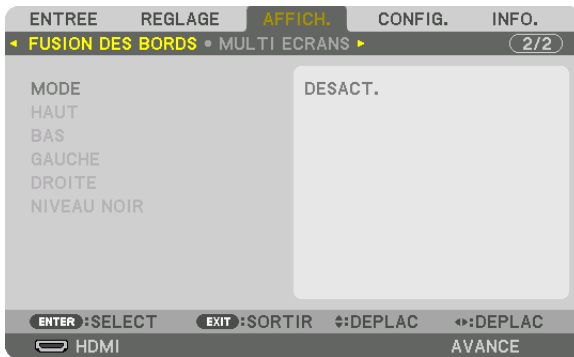 ENTREE REGLAGE AFFICH. CONFIG. INFO.
FUSION DES BORDS • MULTI ECRANS 2/2
MODE DESACT.
HAUT
BAS
GAUCHE
DROITE
NIVEAU NOIR
ENTER :SELECT EXIT :SORTIR :DEPLAC :DEPLAC
HDMI AVANCE